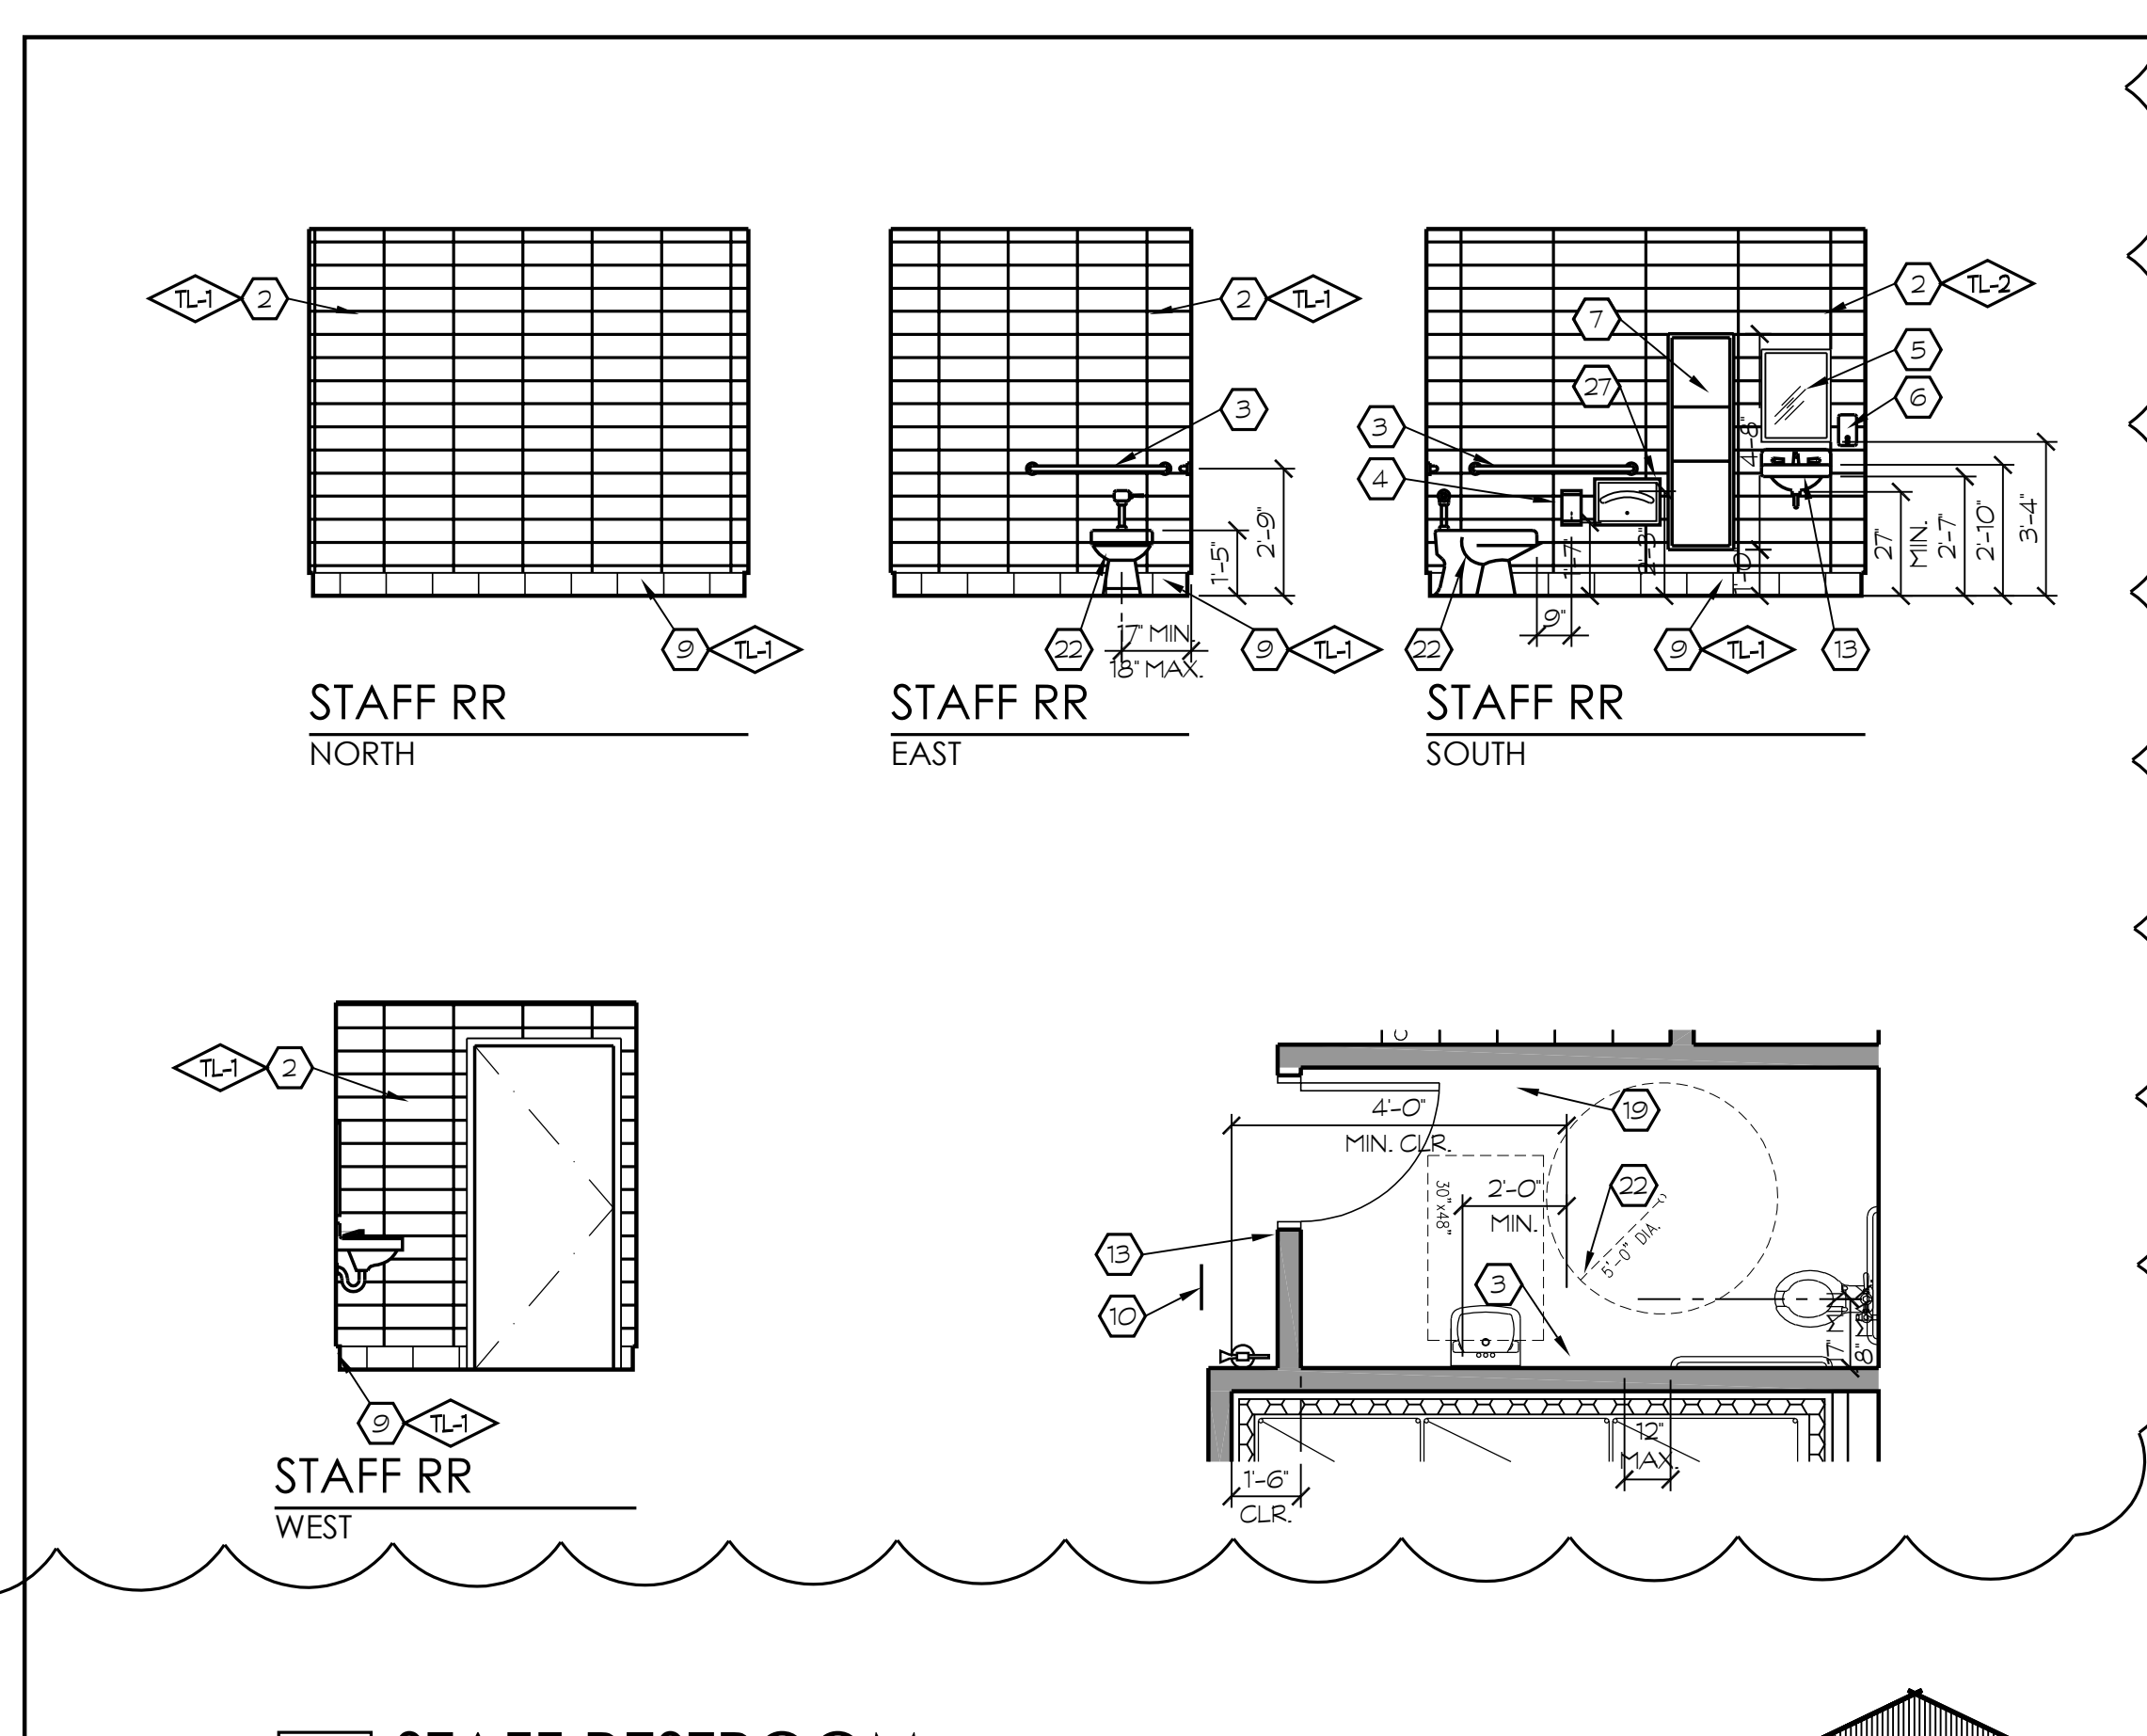 TL-1 2
9 TL-1
STAFF RR
NORTH
2 TL-1
3
1'-5"
2'-9"
22
17" MIN.
18" MAX.
9 TL-1
STAFF RR
EAST
2 TL-2
7
5
27
6
3
4
4'-8"
1'-7"
2'-3"
1'-0"
27"
MIN.
2'-7"
2'-10"
3'-4"
9"
22
9 TL-1
13
STAFF RR
SOUTH
TL-1 2
9 TL-1
STAFF RR
WEST
4'-0"
MIN. CLR.
19
30"x48"
2'-0"
MIN.
22
5'-0" DIA.
13
3
10
12"
MAX.
1'-6"
CLR.
STAFF RESTROOM